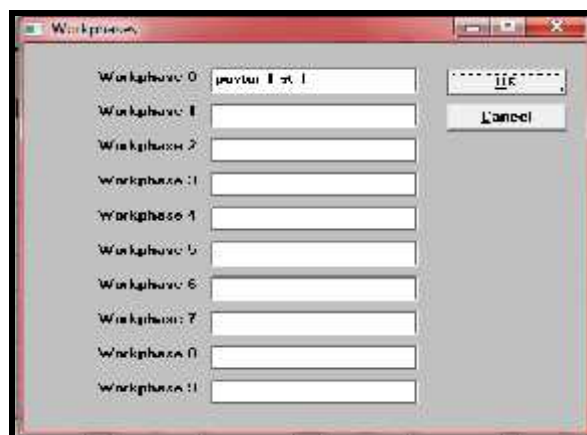 Workphases
Workphase 0
OK
Workphase 1
Cancel
Workphase 2
Workphase 3
Workphase 4
Workphase 5
Workphase 6
Workphase 7
Workphase 8
Workphase 9